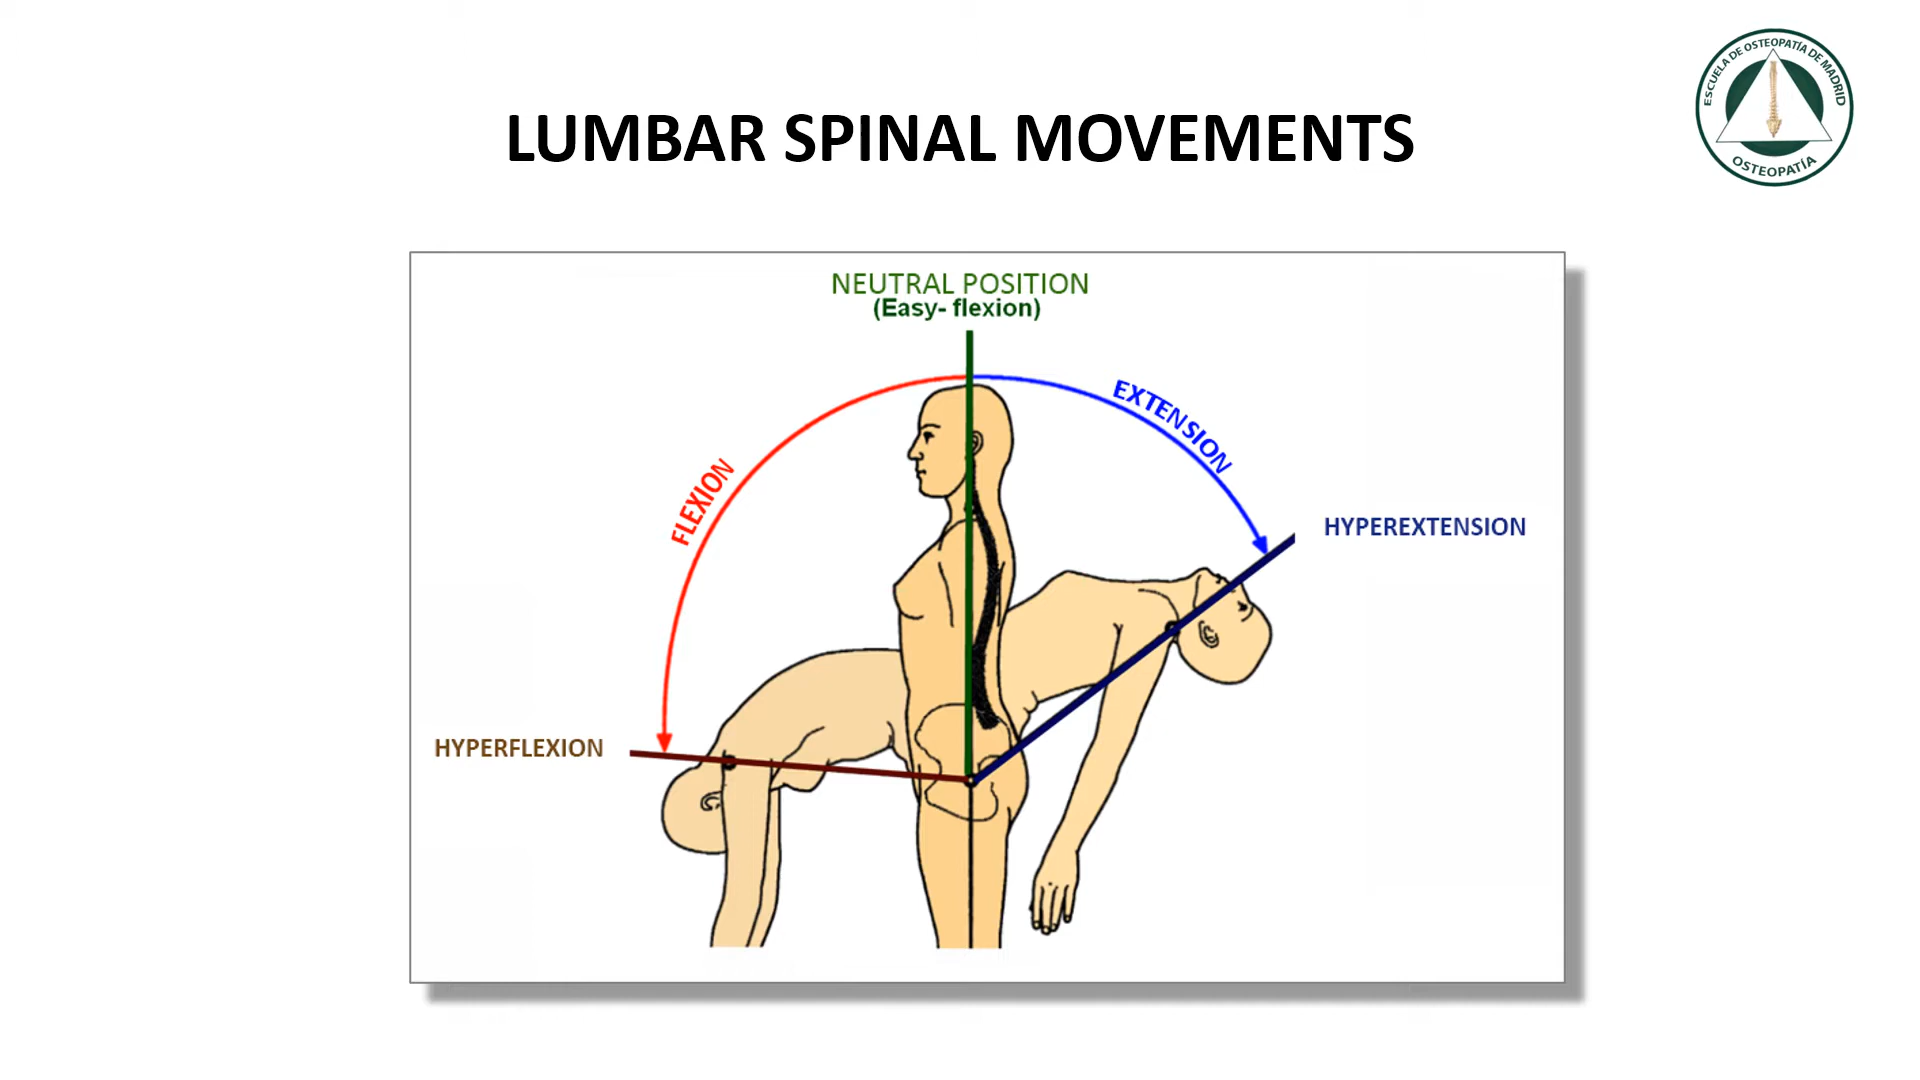 LUMBAR SPINAL MOVEMENTS
ESCUELA DE OSTEOPATÍA DE MADRID
OSTEOPATÍA
NEUTRAL POSITION
(Easy- flexion)
EXTENSION
FLEXION
HYPEREXTENSION
HYPERFLEXION